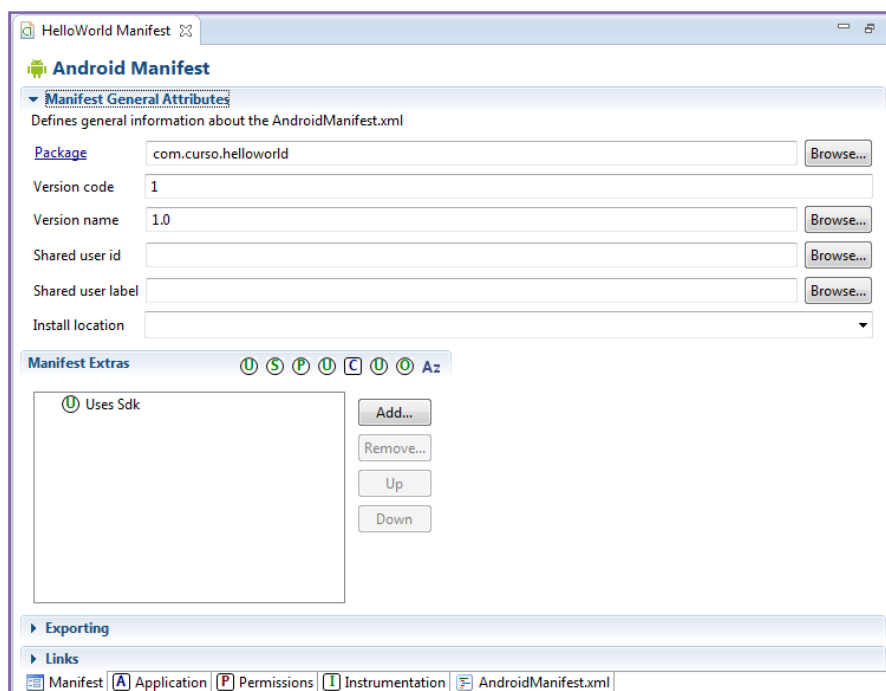 HelloWorld Manifest
Android Manifest
Manifest General Attributes
Defines general information about the AndroidManifest.xml
Package com.curso.helloworld Browse...
Version code 1
Version name 1.0 Browse...
Shared user id Browse...
Shared user label Browse...
Install location
Manifest Extras U S P U C U O Az
U Uses Sdk
Add...
Remove...
Up
Down
Exporting
Links
Manifest A Application P Permissions I Instrumentation AndroidManifest.xml